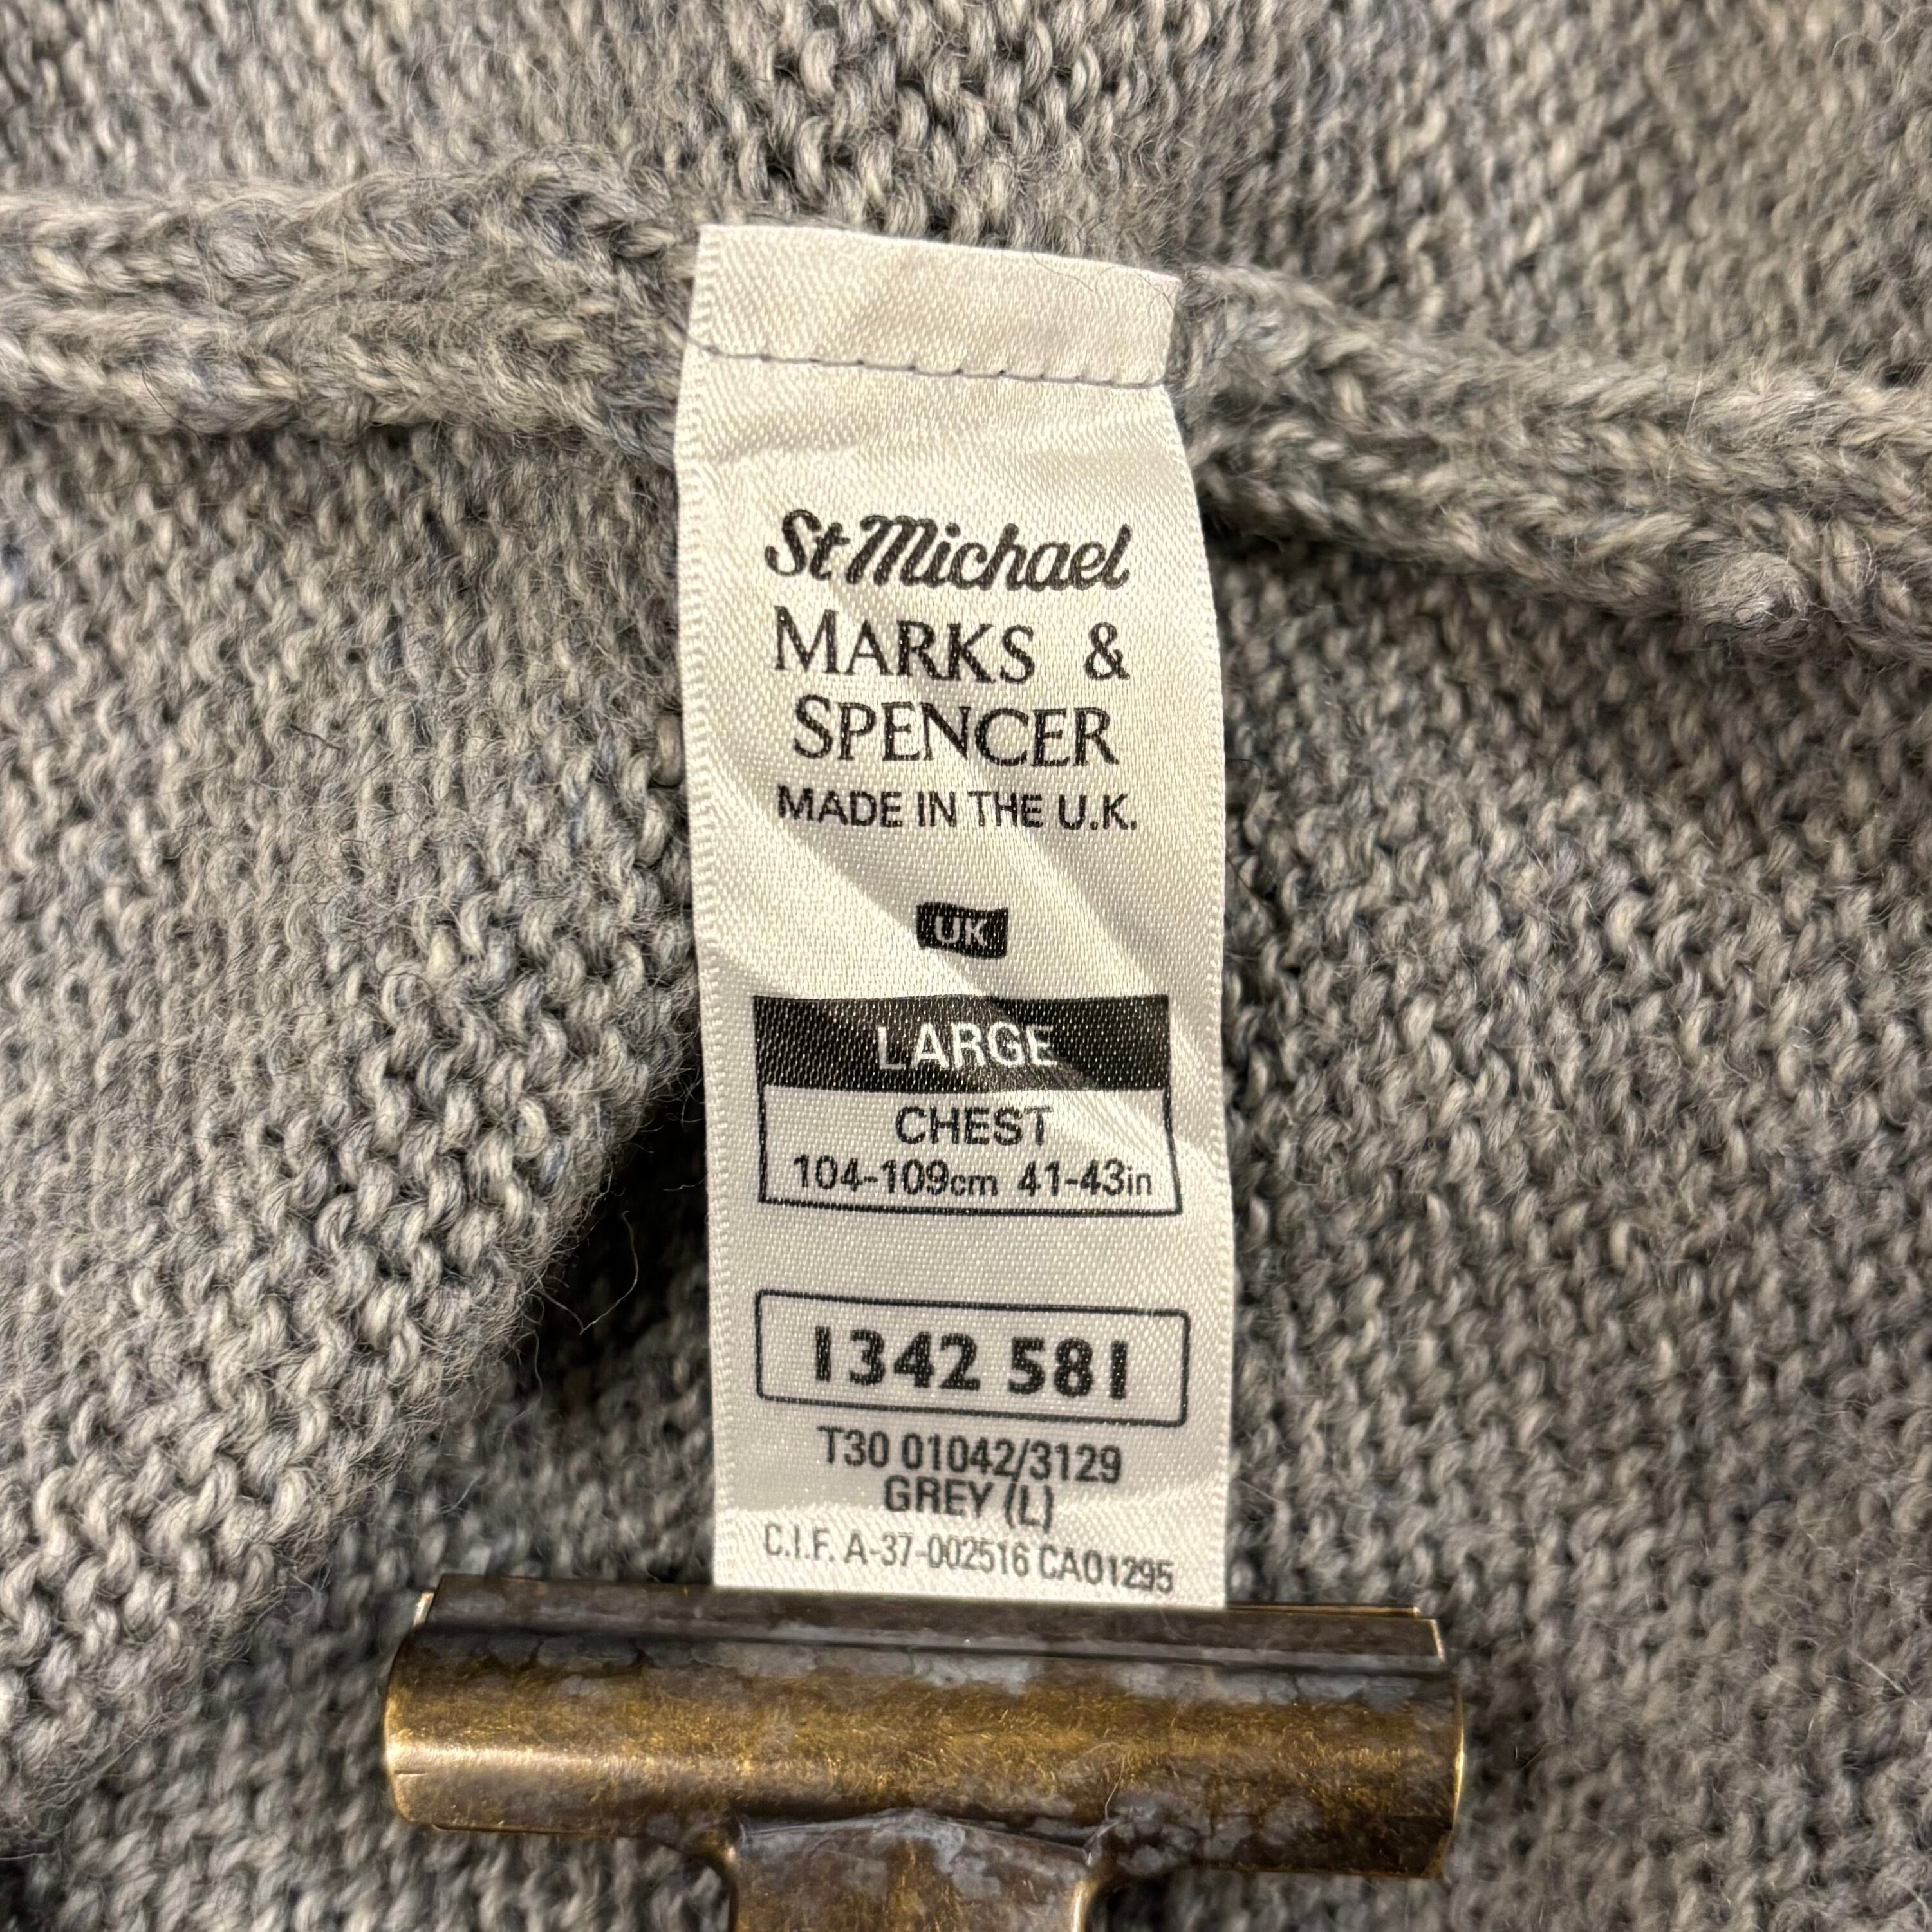 St Michael
MARKS &
SPENCER
MADE IN THE U.K.
UK
LARGE
CHEST
104-109cm 41-43in
1342 581
T30 01042/3129
GREY (L)
C.I.F. A-37-002516 CA01295